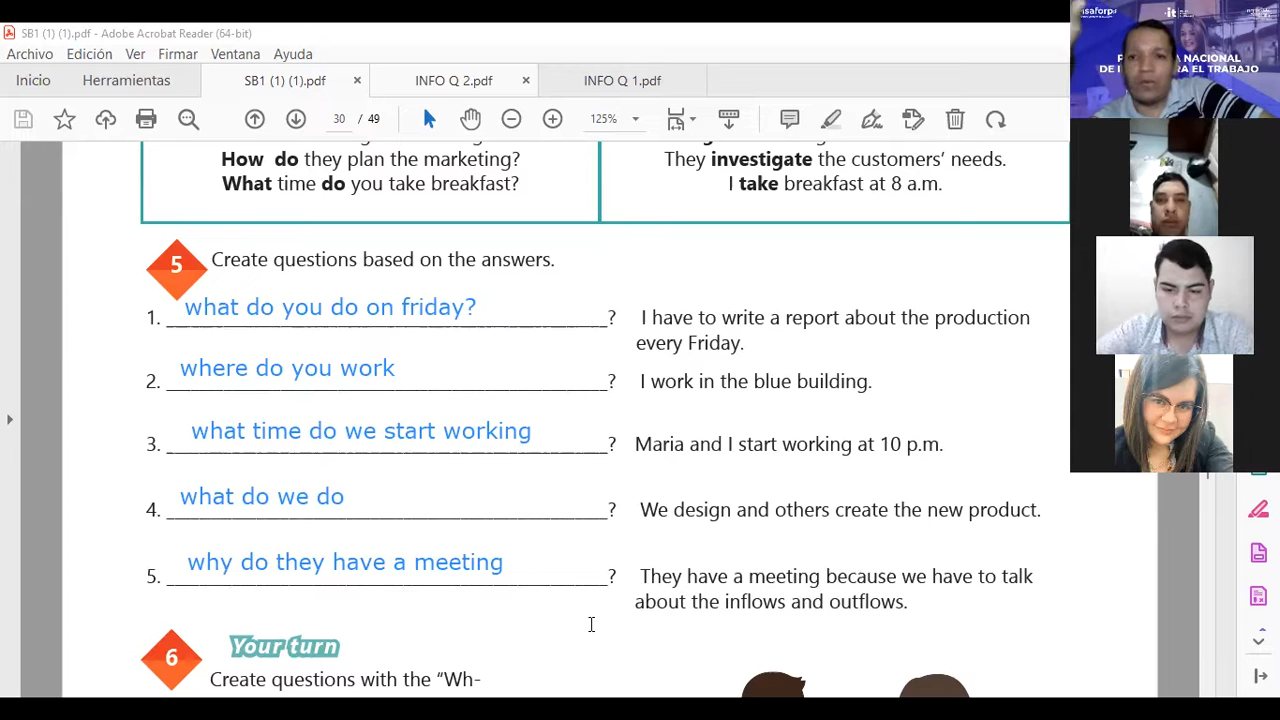 SB1 (1) (1).pdf - Adobe Acrobat Reader (64-bit)
Archivo Edición Ver Firmar Ventana Ayuda
Inicio Herramientas SB1 (1) (1).pdf × INFO Q 2.pdf × INFO Q 1.pdf
30 / 49 125%
How do they plan the marketing?
What time do you take breakfast?
They investigate the customers' needs.
I take breakfast at 8 a.m.
5 Create questions based on the answers.
1. what do you do on friday? ? I have to write a report about the production
every Friday.
2. where do you work ? I work in the blue building.
3. what time do we start working ? Maria and I start working at 10 p.m.
4. what do we do ? We design and others create the new product.
5. why do they have a meeting ? They have a meeting because we have to talk
about the inflows and outflows.
6 Your turn
Create questions with the “Wh-
NACIONAL
EL TRABAJO